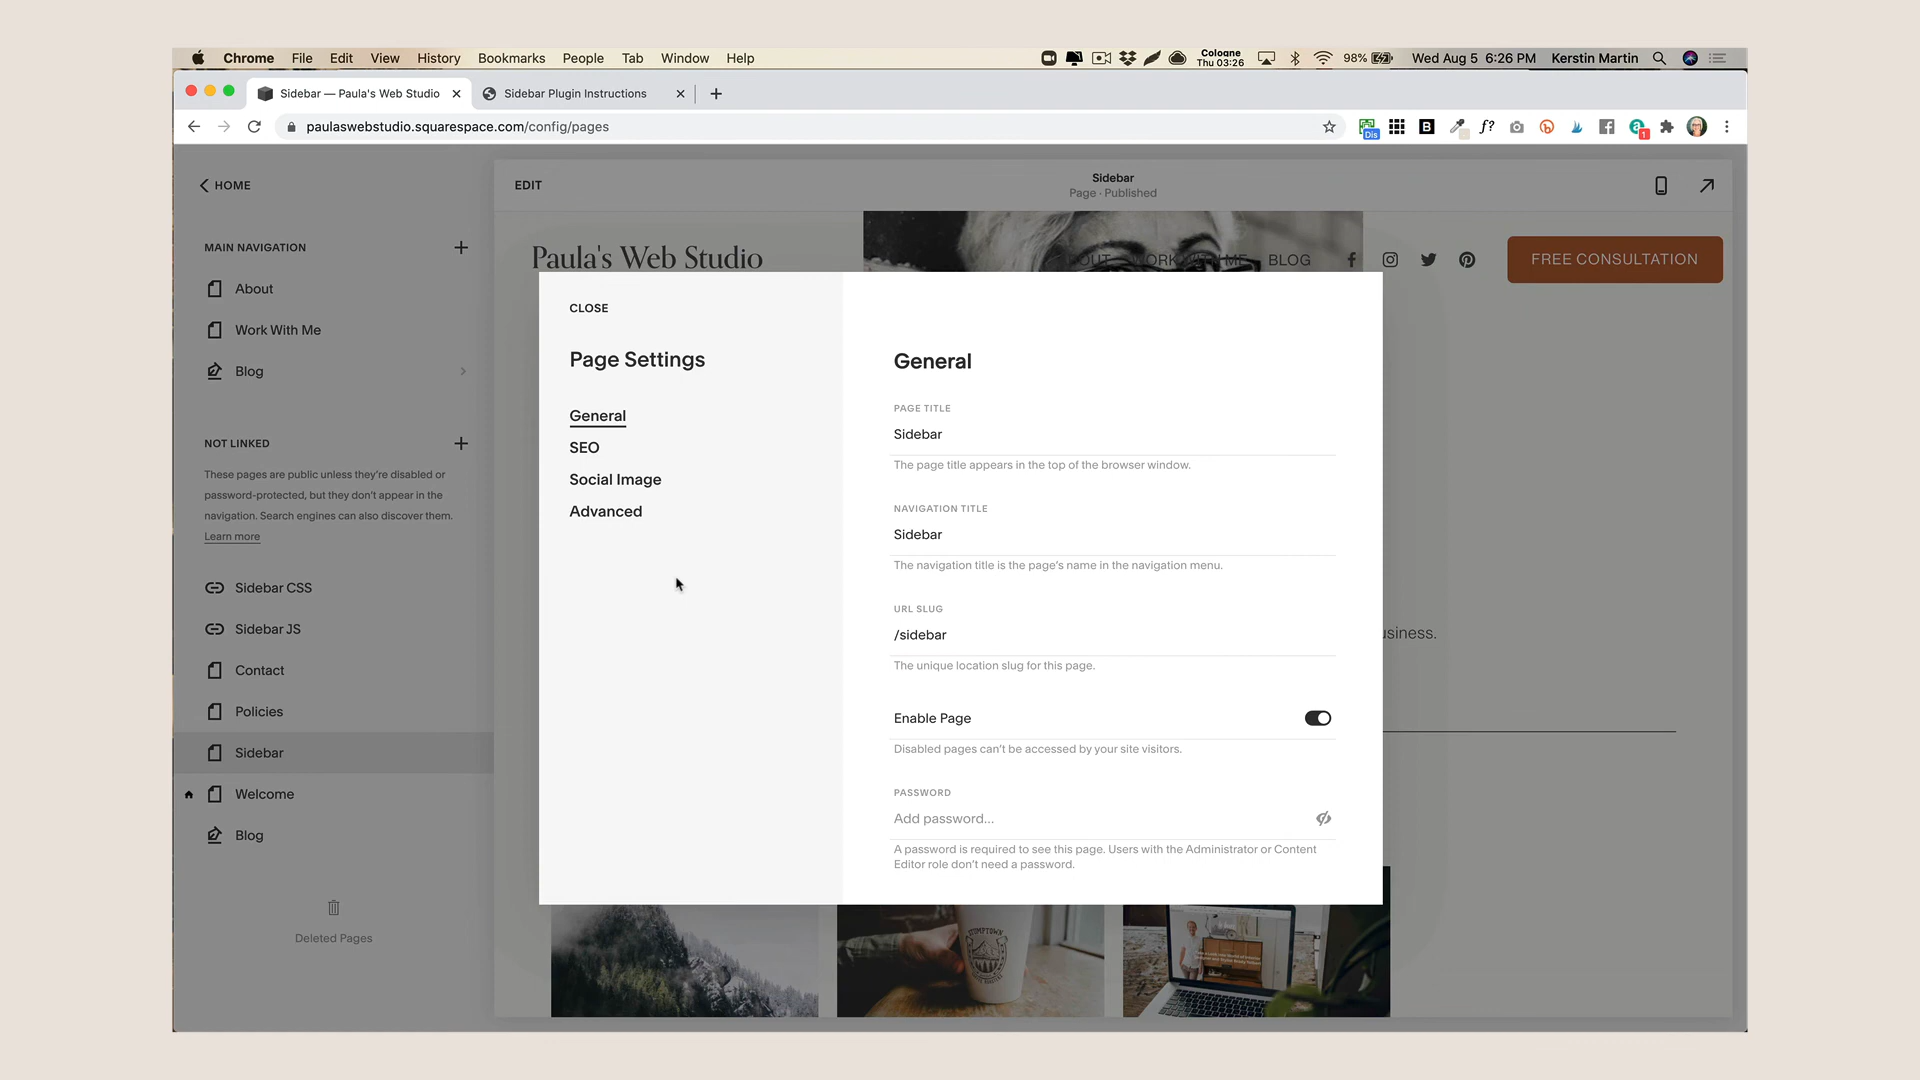 Chrome File Edit View History Bookmarks People Tab Window Help
Cologne
Thu 03:26
98%
Wed Aug 5 6:26 PM Kerstin Martin
Sidebar — Paula's Web Studio
Sidebar Plugin Instructions
paulaswebstudio.squarespace.com/config/pages
Dis
B
f?
1
HOME
EDIT
Sidebar
Page · Published
MAIN NAVIGATION
About
Work With Me
Blog
NOT LINKED
These pages are public unless they're disabled or
password-protected, but they don't appear in the
navigation. Search engines can also discover them.
Learn more
Sidebar CSS
Sidebar JS
Contact
Policies
Sidebar
Welcome
Blog
Deleted Pages
Paula's Web Studio
ABOUT WORK WITH ME BLOG
FREE CONSULTATION
CLOSE
Page Settings
General
SEO
Social Image
Advanced
General
PAGE TITLE
Sidebar
The page title appears in the top of the browser window.
NAVIGATION TITLE
Sidebar
The navigation title is the page's name in the navigation menu.
URL SLUG
/sidebar
The unique location slug for this page.
Enable Page
Disabled pages can't be accessed by your site visitors.
PASSWORD
Add password...
A password is required to see this page. Users with the Administrator or Content
Editor role don't need a password.
usiness.
STUMPTOWN